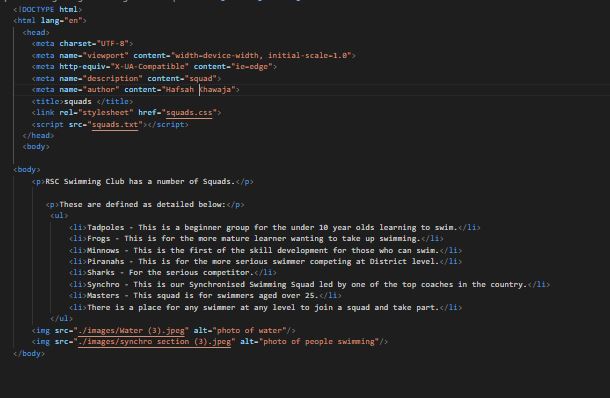 <!DOCTYPE html>
<html lang="en">
<head>
<meta charset="UTF-8">
<meta name="viewport" content="width=device-width, initial-scale=1.0">
<meta http-equiv="X-UA-Compatible" content="ie=edge">
<meta name="description" content="squad">
<meta name="author" content="Hafsah Khawaja">
<title>squads </title>
<link rel="stylesheet" href="squads.css">
<script src="squads.txt"></script>
</head>
<body>
<body>
<p>RSC Swimming Club has a number of Squads.</p>
<p>These are defined as detailed below:</p>
<ul>
<li>Tadpoles - This is a beginner group for the under 10 year olds learning to swim.</li>
<li>Frogs - This is for the more mature learner wanting to take up swimming.</li>
<li>Minnows - This is the first of the skill development for those who can swim.</li>
<li>Piranahs - This is for the more serious swimmer competing at District level.</li>
<li>Sharks - For the serious competitor.</li>
<li>Synchro - This is our Synchronised Swimming Squad led by one of the top coaches in the country.</li>
<li>Masters - This squad is for swimmers aged over 25.</li>
<li>There is a place for any swimmer at any level to join a squad and take part.</li>
</ul>
<img src="./images/Water (3).jpeg" alt="photo of water"/>
<img src="./images/synchro section (3).jpeg" alt="photo of people swimming"/>
</body>